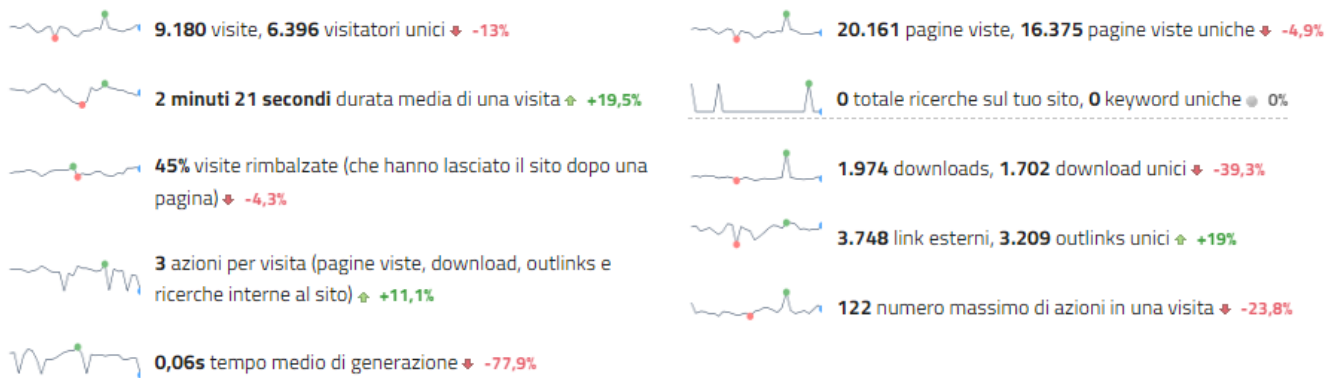 9.180 visite, 6.396 visitatori unici -13%
2 minuti 21 secondi durata media di una visita +19,5%
45% visite rimbalzate (che hanno lasciato il sito dopo una
pagina) -4,3%
3 azioni per visita (pagine viste, download, outlinks e
ricerche interne al sito) +11,1%
0,06s tempo medio di generazione -77,9%
20.161 pagine viste, 16.375 pagine viste uniche -4,9%
0 totale ricerche sul tuo sito, 0 keyword uniche 0%
1.974 downloads, 1.702 download unici -39,3%
3.748 link esterni, 3.209 outlinks unici +19%
122 numero massimo di azioni in una visita -23,8%